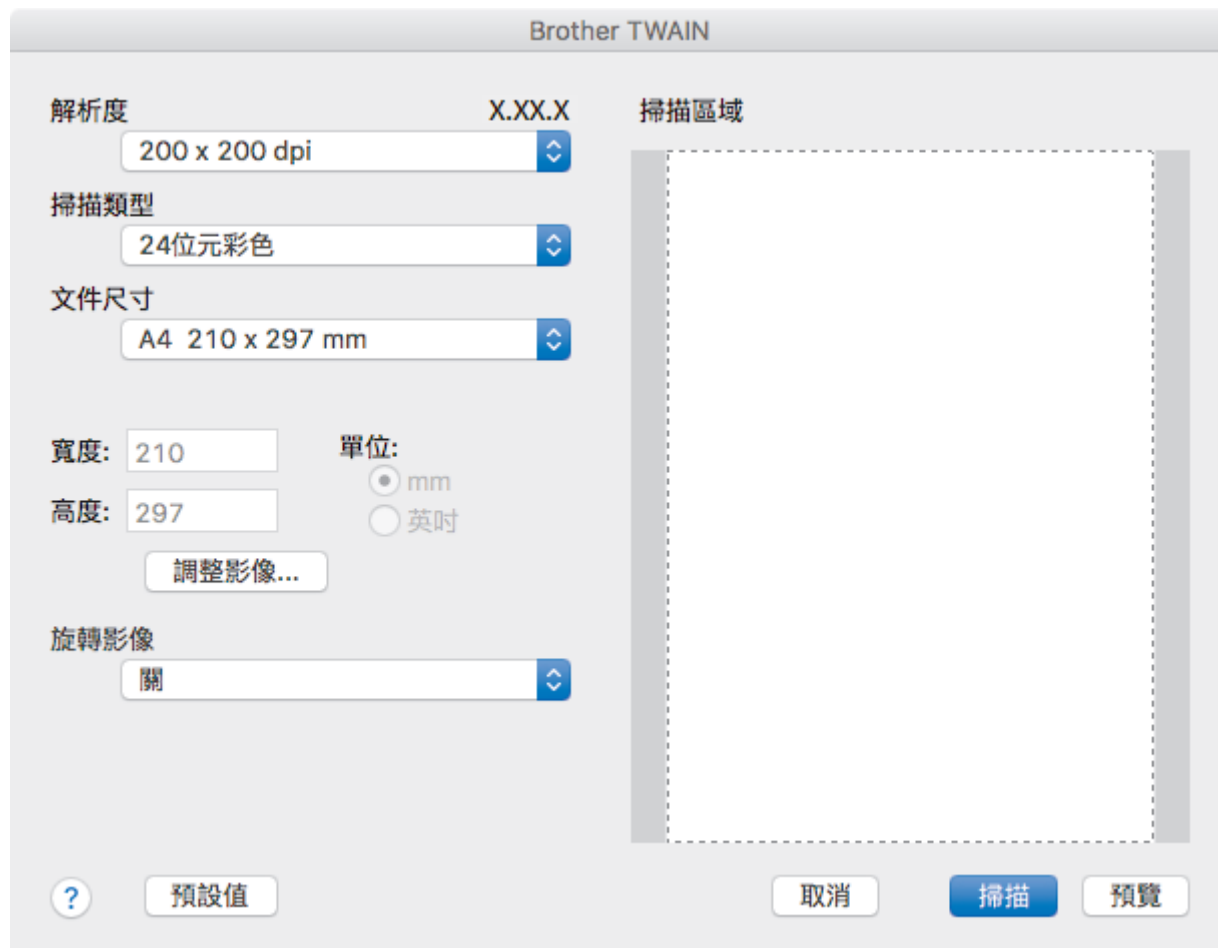 Brother TWAIN
解析度 X.XX.X
200 x 200 dpi
掃描類型
24位元彩色
文件尺寸
A4 210 x 297 mm
寬度: 210
高度: 297
單位:
mm
英吋
調整影像...
旋轉影像
關
掃描區域
?
預設值
取消
掃描
預覽